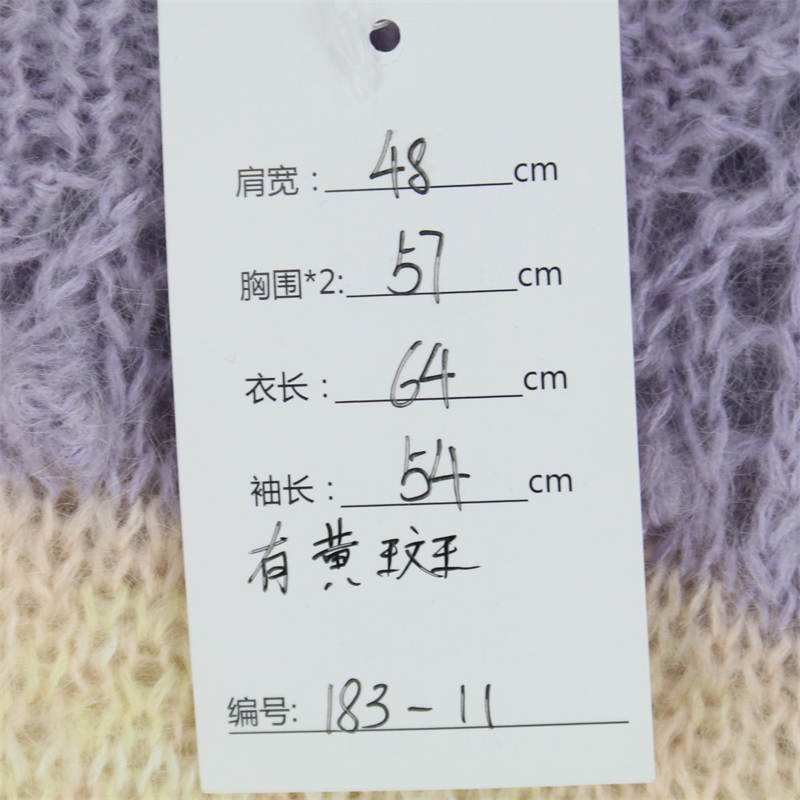 肩宽：48cm
胸围*2:57cm
衣长：64cm
袖长：54cm
有黄斑
编号:183-11